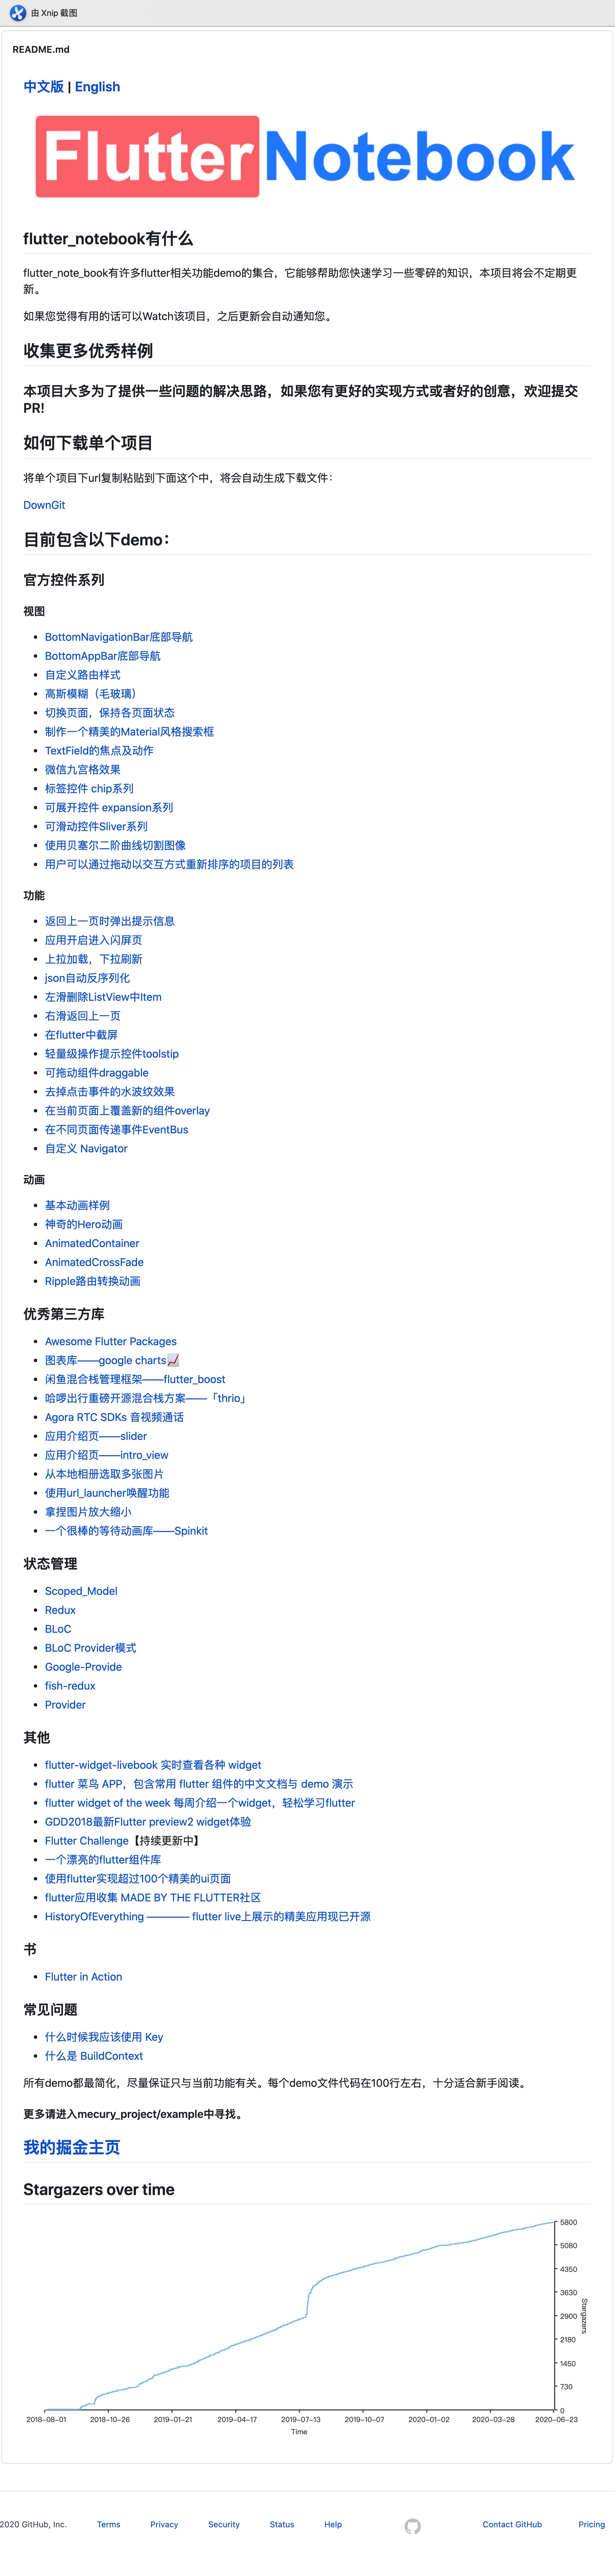 由 Xnip 截图
README.md
中文版 | English
Flutter Notebook
flutter_notebook有什么
flutter_note_book有许多flutter相关功能demo的集合，它能够帮助您快速学习一些零碎的知识，本项目将会不定期更
新。
如果您觉得有用的话可以Watch该项目，之后更新会自动通知您。
收集更多优秀样例
本项目大多为了提供一些问题的解决思路，如果您有更好的实现方式或者好的创意，欢迎提交
PR!
如何下载单个项目
将单个项目下url复制粘贴到下面这个中，将会自动生成下载文件：
DownGit
目前包含以下demo：
官方控件系列
视图
• BottomNavigationBar底部导航
• BottomAppBar底部导航
• 自定义路由样式
• 高斯模糊（毛玻璃）
• 切换页面，保持各页面状态
• 制作一个精美的Material风格搜索框
• TextField的焦点及动作
• 微信九宫格效果
• 标签控件 chip系列
• 可展开控件 expansion系列
• 可滑动控件Sliver系列
• 使用贝塞尔二阶曲线切割图像
• 用户可以通过拖动以交互方式重新排序的项目的列表
功能
• 返回上一页时弹出提示信息
• 应用开启进入闪屏页
• 上拉加载，下拉刷新
• json自动反序列化
• 左滑删除ListView中Item
• 右滑返回上一页
• 在flutter中截屏
• 轻量级操作提示控件toolstip
• 可拖动组件draggable
• 去掉点击事件的水波纹效果
• 在当前页面上覆盖新的组件overlay
• 在不同页面传递事件EventBus
• 自定义 Navigator
动画
• 基本动画样例
• 神奇的Hero动画
• AnimatedContainer
• AnimatedCrossFade
• Ripple路由转换动画
优秀第三方库
• Awesome Flutter Packages
• 图表库——google charts📈
• 闲鱼混合栈管理框架——flutter_boost
• 哈啰出行重磅开源混合栈方案——「thrio」
• Agora RTC SDKs 音视频通话
• 应用介绍页——slider
• 应用介绍页——intro_view
• 从本地相册选取多张图片
• 使用url_launcher唤醒功能
• 拿捏图片放大缩小
• 一个很棒的等待动画库——Spinkit
状态管理
• Scoped_Model
• Redux
• BLoC
• BLoC Provider模式
• Google-Provide
• fish-redux
• Provider
其他
• flutter-widget-livebook 实时查看各种 widget
• flutter 菜鸟 APP，包含常用 flutter 组件的中文文档与 demo 演示
• flutter widget of the week 每周介绍一个widget，轻松学习flutter
• GDD2018最新Flutter preview2 widget体验
• Flutter Challenge【持续更新中】
• 一个漂亮的flutter组件库
• 使用flutter实现超过100个精美的ui页面
• flutter应用收集 MADE BY THE FLUTTER社区
• HistoryOfEverything ———— flutter live上展示的精美应用现已开源
书
• Flutter in Action
常见问题
• 什么时候我应该使用 Key
• 什么是 BuildContext
所有demo都最简化，尽量保证只与当前功能有关。每个demo文件代码在100行左右，十分适合新手阅读。
更多请进入mecury_project/example中寻找。
我的掘金主页
Stargazers over time
5800
5080
4350
3630
2900
2180
1450
730
0
Stargazers
2018-08-01 2018-10-26 2019-01-21 2019-04-17 2019-07-13 2019-10-07 2020-01-02 2020-03-28 2020-06-23
Time
2020 GitHub, Inc. Terms Privacy Security Status Help Contact GitHub Pricing